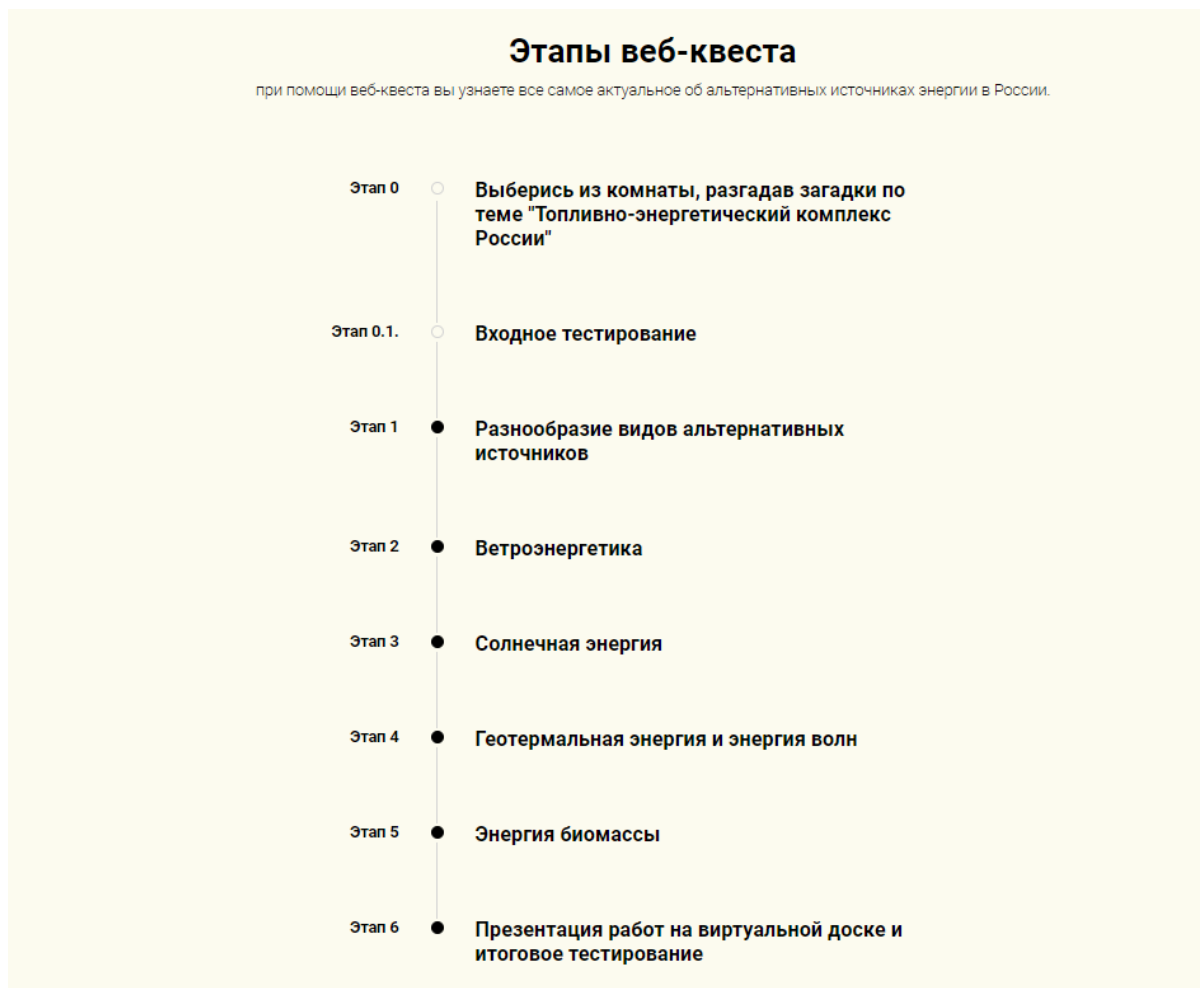 Этапы веб-квеста
при помощи веб-квеста вы узнаете все самое актуальное об альтернативных источниках энергии в России.
Этап 0
Выберись из комнаты, разгадав загадки по
теме "Топливно-энергетический комплекс
России"
Этап 0.1.
Входное тестирование
Этап 1
Разнообразие видов альтернативных
источников
Этап 2
Ветроэнергетика
Этап 3
Солнечная энергия
Этап 4
Геотермальная энергия и энергия волн
Этап 5
Энергия биомассы
Этап 6
Презентация работ на виртуальной доске и
итоговое тестирование